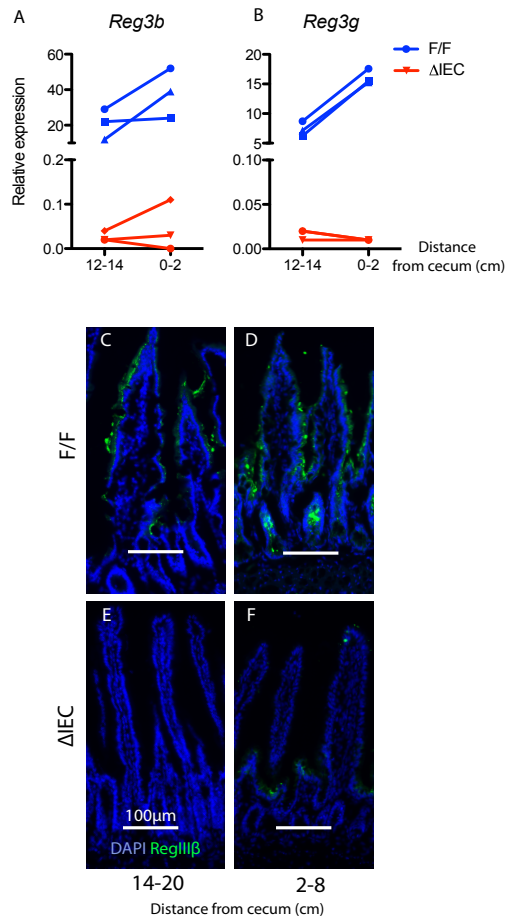 A
Reg3b
B
Reg3g
F/F
ΔIEC
Relative expression
60
40
20
0.2
0.1
0.0
12-14
0-2
20
15
10
5
0.10
0.05
0.00
12-14
0-2
Distance
from cecum (cm)
F/F
C
D
ΔIEC
E
F
100μm
DAPI RegIIIβ
14-20
2-8
Distance from cecum (cm)